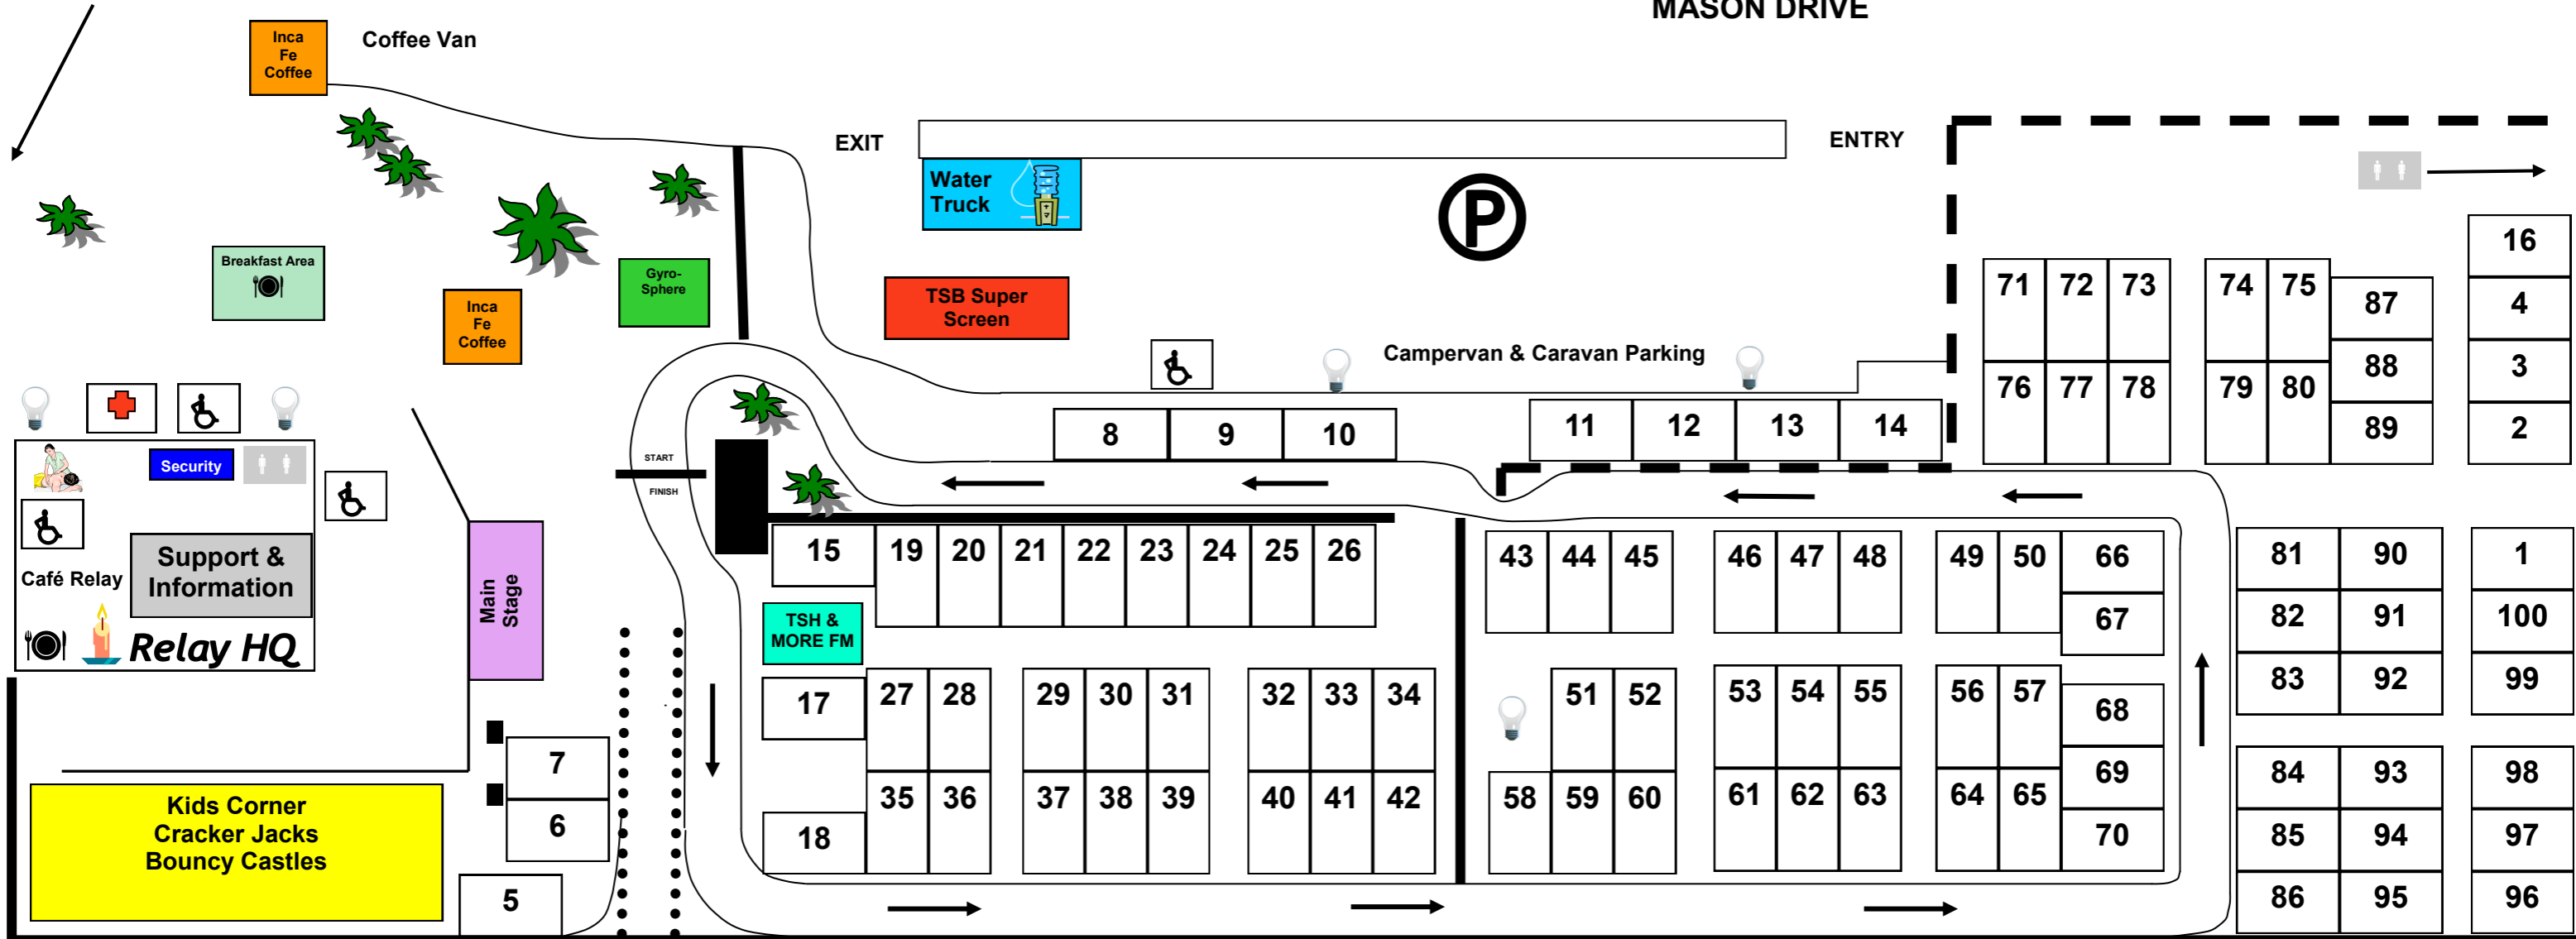 MASON DRIVE
Inca
Fe
Coffee
Coffee Van
EXIT
ENTRY
Water
Truck
P
Breakfast Area
Gyro-
Sphere
Inca
Fe
Coffee
TSB Super
Screen
Campervan & Caravan Parking
16
4
3
2
71 72 73
74 75
87
88
89
76 77 78
79 80
8 9 10
11 12 13 14
START
FINISH
Security
Support &
Information
Café Relay
Relay HQ
Main
Stage
15 19 20 21 22 23 24 25 26
43 44 45
46 47 48
49 50 66
67
81 90 1
82 91 100
83 92 99
TSH &
MORE FM
17
27 28
29 30 31
32 33 34
51 52
53 54 55
56 57
68
69
70
7
6
5
18
35 36
37 38 39
40 41 42
58 59 60
61 62 63
64 65
84 93 98
85 94 97
86 95 96
Kids Corner
Cracker Jacks
Bouncy Castles